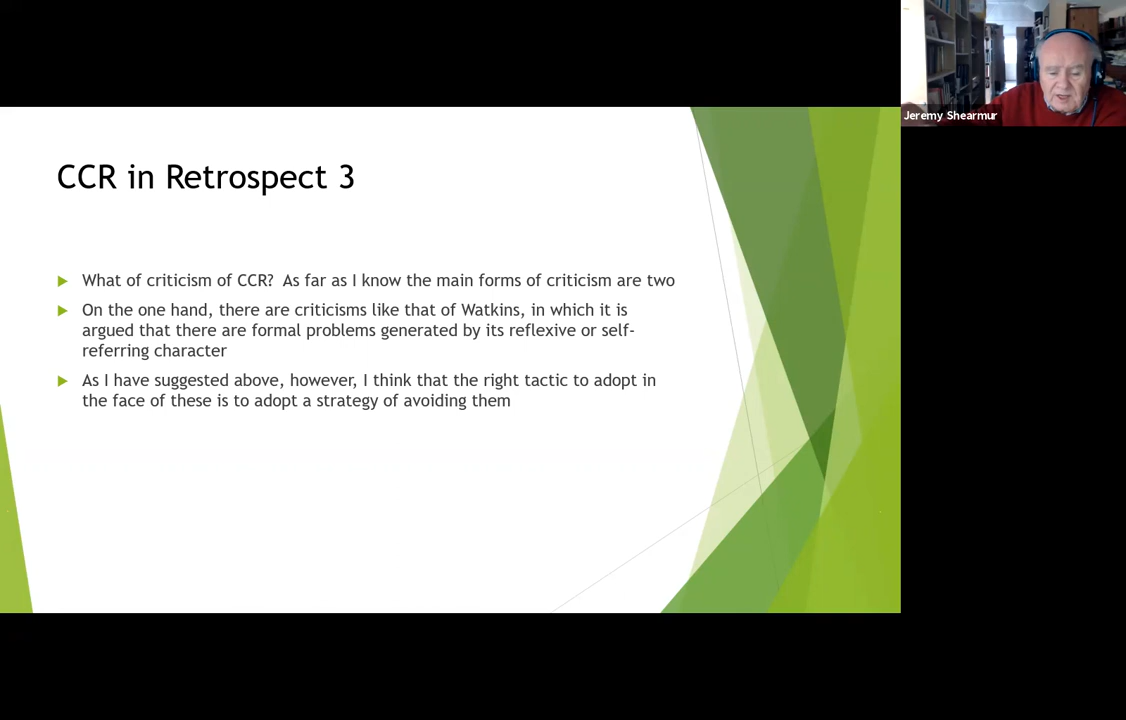 Jeremy Shearmur
CCR in Retrospect 3
What of criticism of CCR?  As far as I know the main forms of criticism are two
On the one hand, there are criticisms like that of Watkins, in which it is
argued that there are formal problems generated by its reflexive or self-
referring character
As I have suggested above, however, I think that the right tactic to adopt in
the face of these is to adopt a strategy of avoiding them